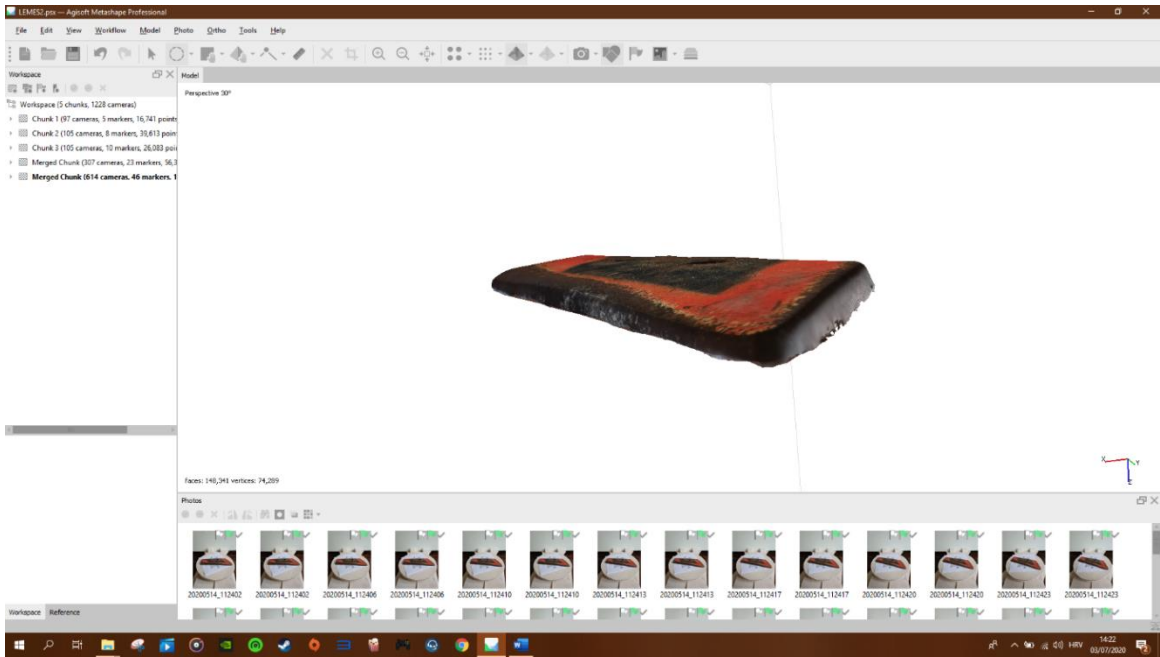 LEMES2.psx — Agisoft Metashape Professional
File Edit View Workflow Model Photo Ortho Tools Help
Workspace
Model
Perspective 30°
Workspace (5 chunks, 1228 cameras)
Chunk 1 (97 cameras, 5 markers, 16,741 points
Chunk 2 (105 cameras, 8 markers, 39,613 poin
Chunk 3 (105 cameras, 10 markers, 26,083 poi
Merged Chunk (307 cameras, 23 markers, 56,3
Merged Chunk (614 cameras, 46 markers, 1
X
Y
Z
Faces: 148,341 vertices: 74,289
Photos
20200514_112402 20200514_112402 20200514_112406 20200514_112406 20200514_112410 20200514_112410 20200514_112413 20200514_112413 20200514_112417 20200514_112417 20200514_112420 20200514_112420 20200514_112423 20200514_112423
Workspace Reference
HRV
14:22
03/07/2020